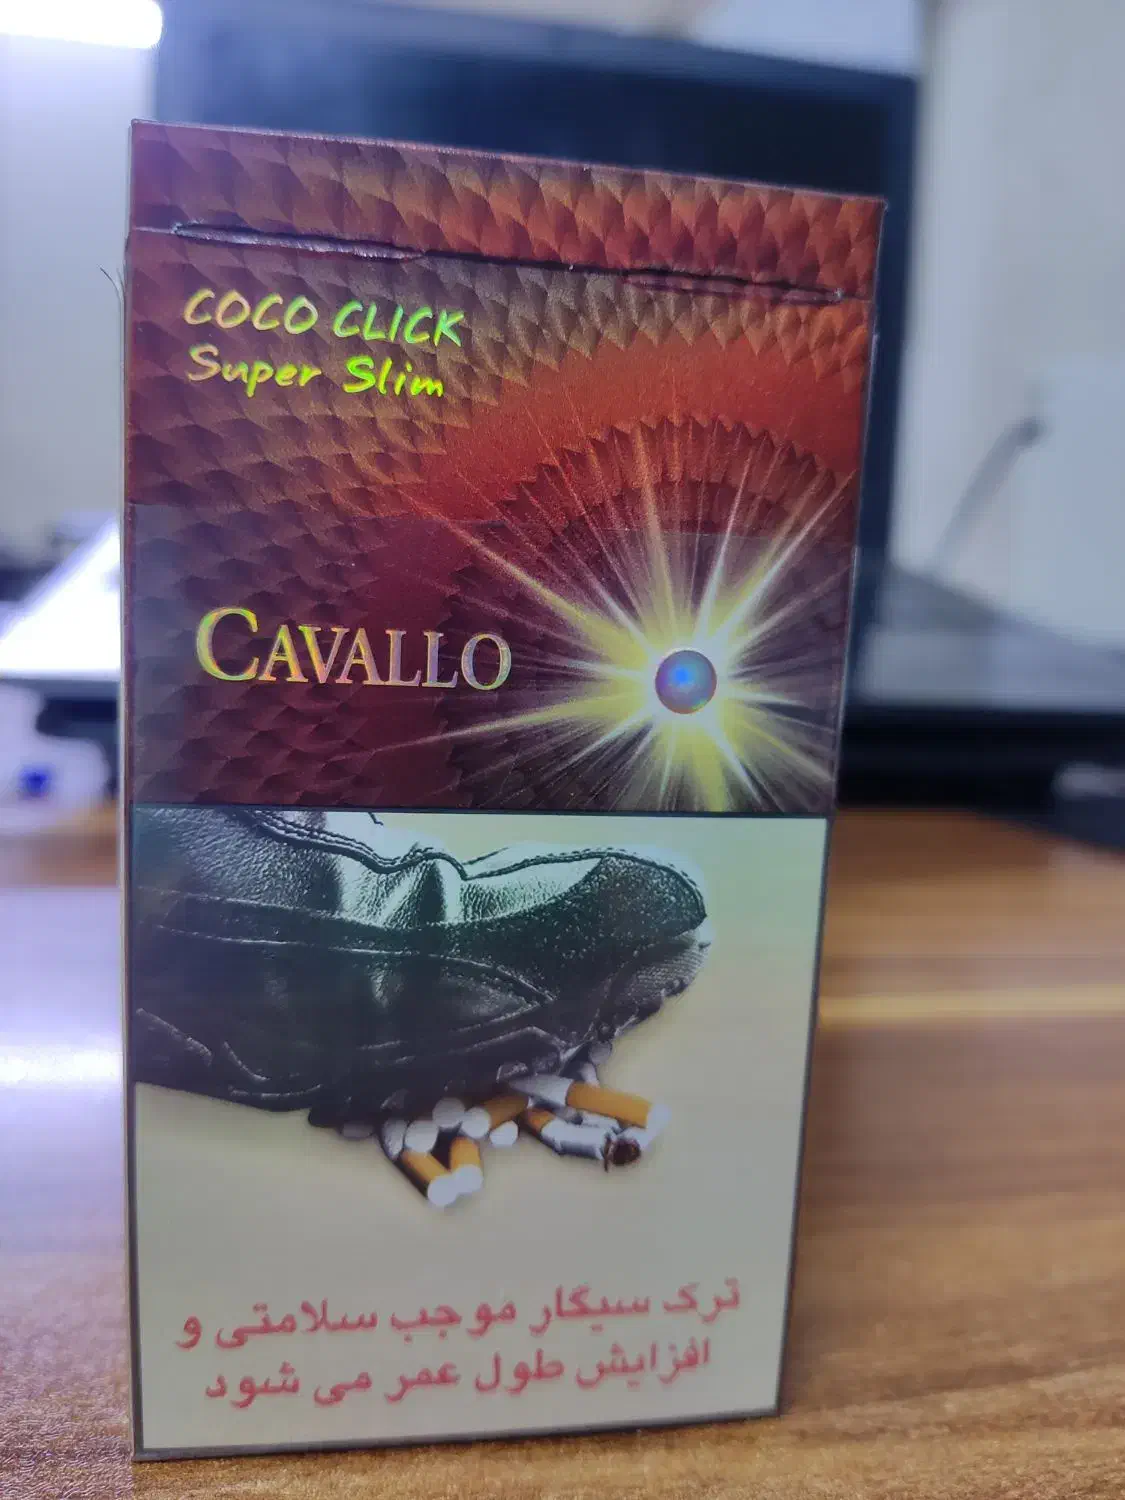 COCO CLICK
Super Slim
CAVALLO
ترک سیگار موجب سلامتی و
افزایش طول عمر می شود